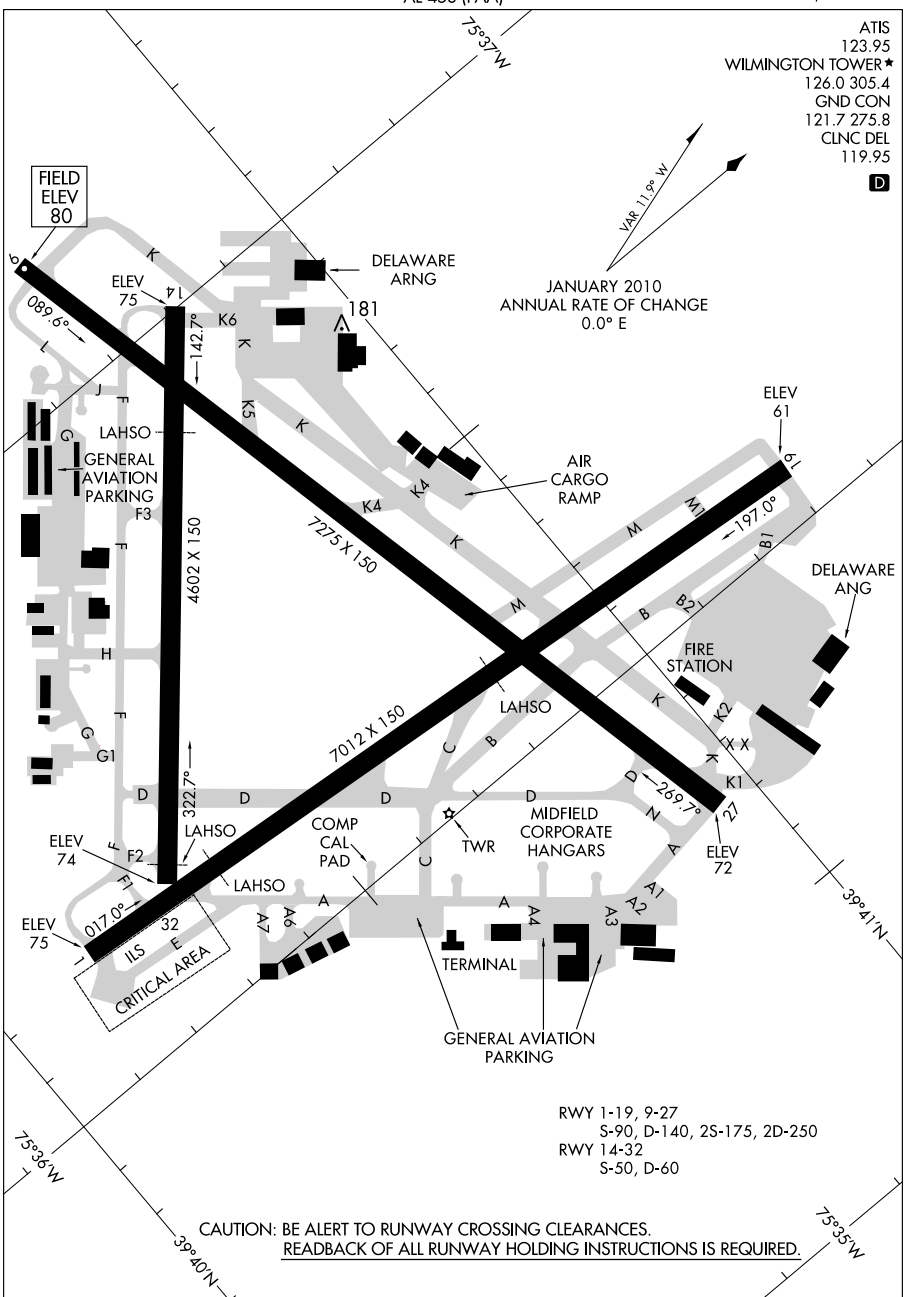 75°37'W
ATIS
123.95
WILMINGTON TOWER★
126.0 305.4
GND CON
121.7 275.8
CLNC DEL
119.95
D
VAR 11.9° W
JANUARY 2010
ANNUAL RATE OF CHANGE
0.0° E
FIELD
ELEV
80
9
089.6°
ELEV
75
14
142.7°
K
K6
K
K5
DELAWARE
ARNG
181
L
J
F
G
LAHSO
GENERAL
AVIATION
PARKING
F3
F
4602 X 150
K
K4
K4
K
7275 X 150
AIR
CARGO
RAMP
ELEV
61
19
197.0°
M
M1
M
B1
B
B2
DELAWARE
ANG
FIRE
STATION
K
K2
X X
K
K1
H
F
G
G1
LAHSO
7012 X 150
C
B
322.7°
D
D
D
D
D
269.7°
27
N
ELEV
72
TWR
MIDFIELD
CORPORATE
HANGARS
COMP
CAL
PAD
C
LAHSO
LAHSO
ELEV
74
F
F2
F1
ELEV
75
1
017.0°
32
ILS
E
CRITICAL AREA
A7
A6
A
A
A4
A3
A2
A1
A
TERMINAL
GENERAL AVIATION
PARKING
39°41'N
RWY 1-19, 9-27
S-90, D-140, 2S-175, 2D-250
RWY 14-32
S-50, D-60
75°36'W
39°40'N
75°35'W
CAUTION: BE ALERT TO RUNWAY CROSSING CLEARANCES.
READBACK OF ALL RUNWAY HOLDING INSTRUCTIONS IS REQUIRED.